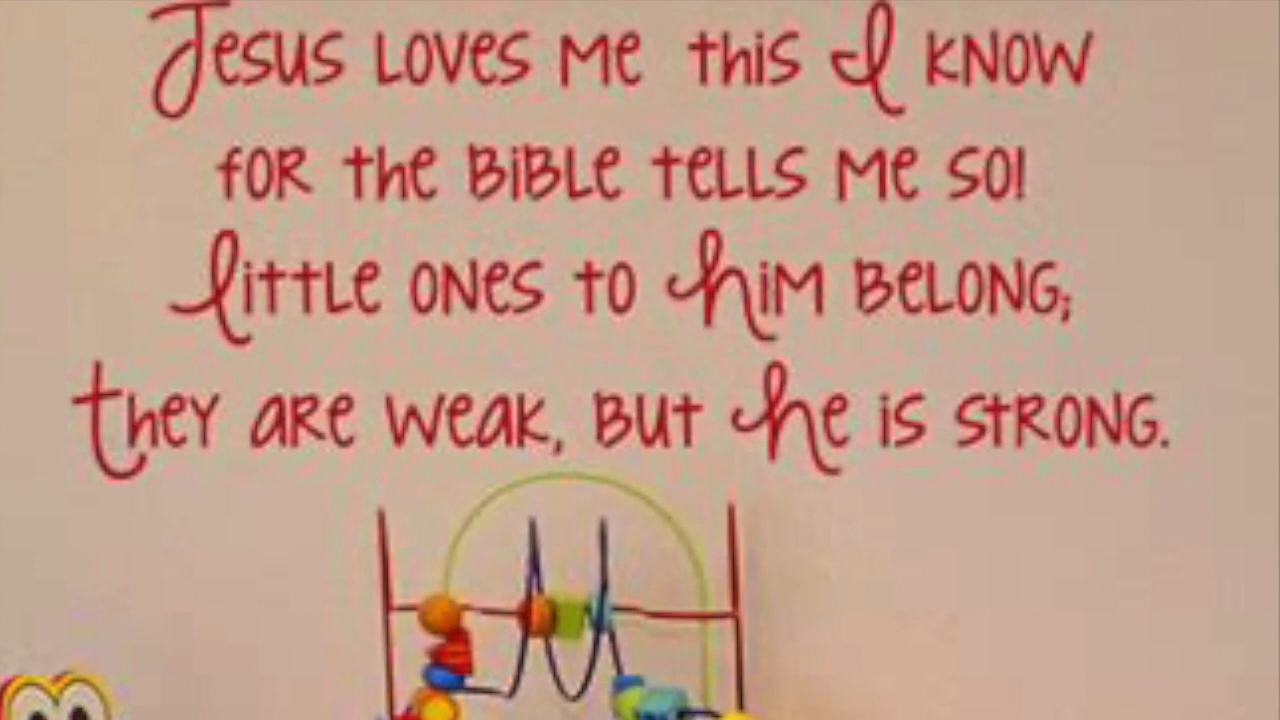 Jesus loves me this I know
for the Bible tells me so!
Little ones to him belong;
they are weak, but he is strong.